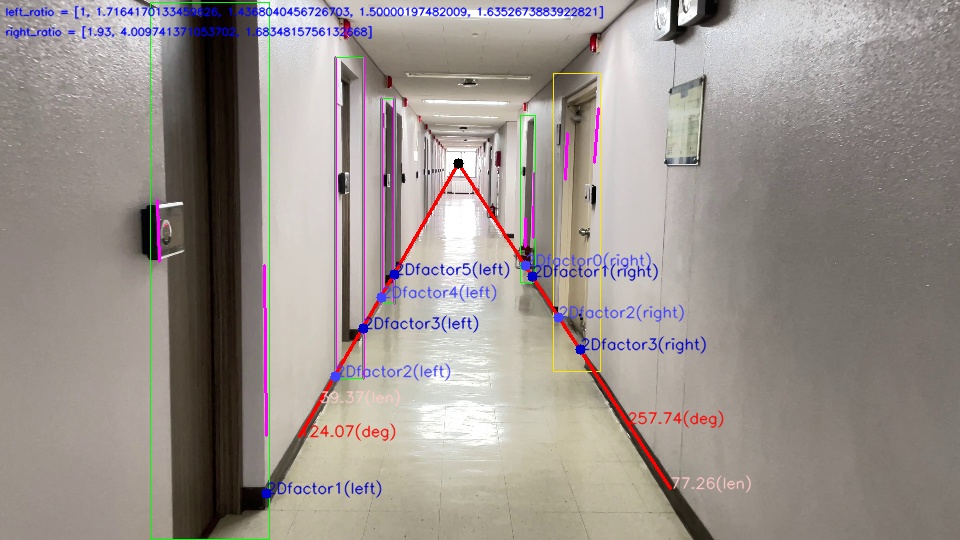 left_ratio = [1, 1.7164170133459626, 1.4368040456726703, 1.50000197482009, 1.6352673883922821]
right_ratio = [1.93, 4.009741371053702, 1.6834815756132668]
2Dfactor0(right)
2Dfactor5(left)
2Dfactor1(right)
2Dfactor4(left)
2Dfactor2(right)
2Dfactor3(left)
2Dfactor3(right)
2Dfactor2(left)
39.37(len)
257.74(deg)
24.07(deg)
77.26(len)
2Dfactor1(left)